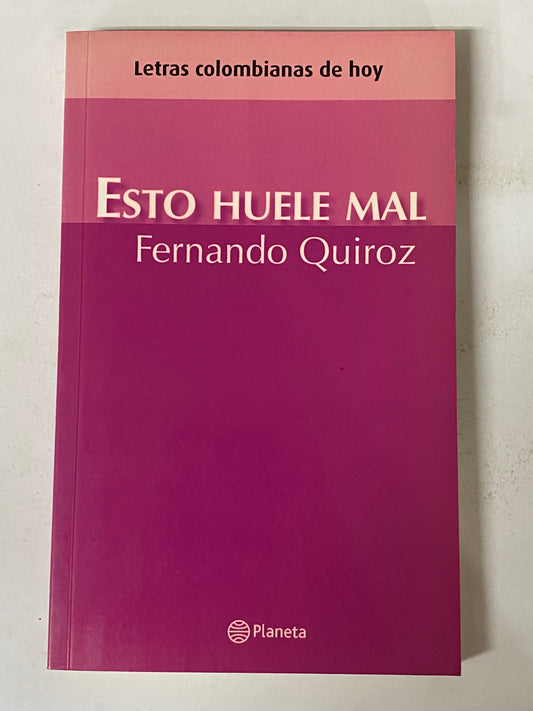 Letras colombianas de hoy
ESTO HUELE MAL
Fernando Quiroz
Planeta